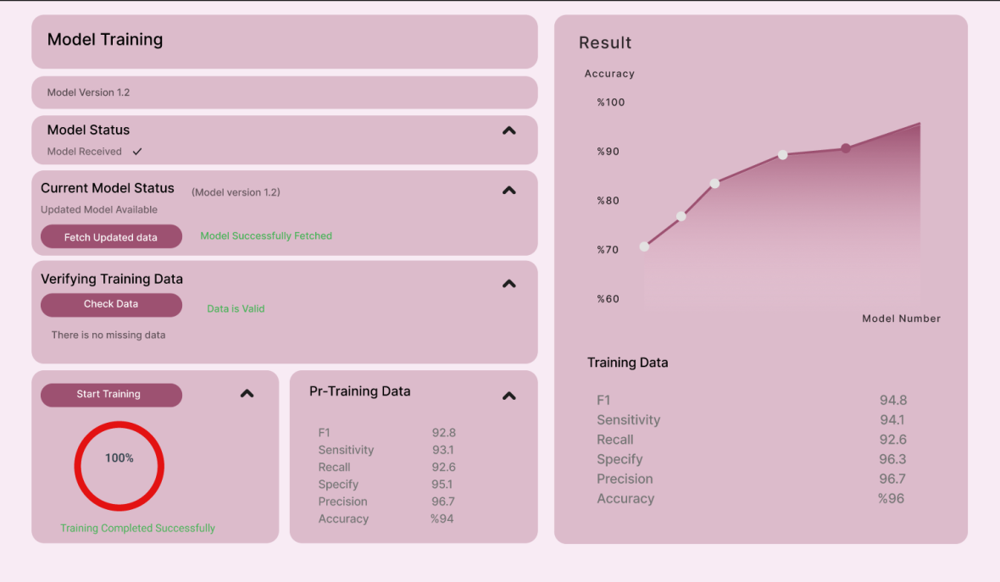 Model Training
Model Version 1.2
Model Status
Model Received
Current Model Status (Model version 1.2)
Updated Model Available
Fetch Updated data Model Successfully Fetched
Verifying Training Data
Check Data Data is Valid
There is no missing data
Start Training
100%
Training Completed Successfully
Pr-Training Data
F1 92.8
Sensitivity 93.1
Recall 92.6
Specify 95.1
Precision 96.7
Accuracy %94
Result
Accuracy
%100
%90
%80
%70
%60
Model Number
Training Data
F1 94.8
Sensitivity 94.1
Recall 92.6
Specify 96.3
Precision 96.7
Accuracy %96